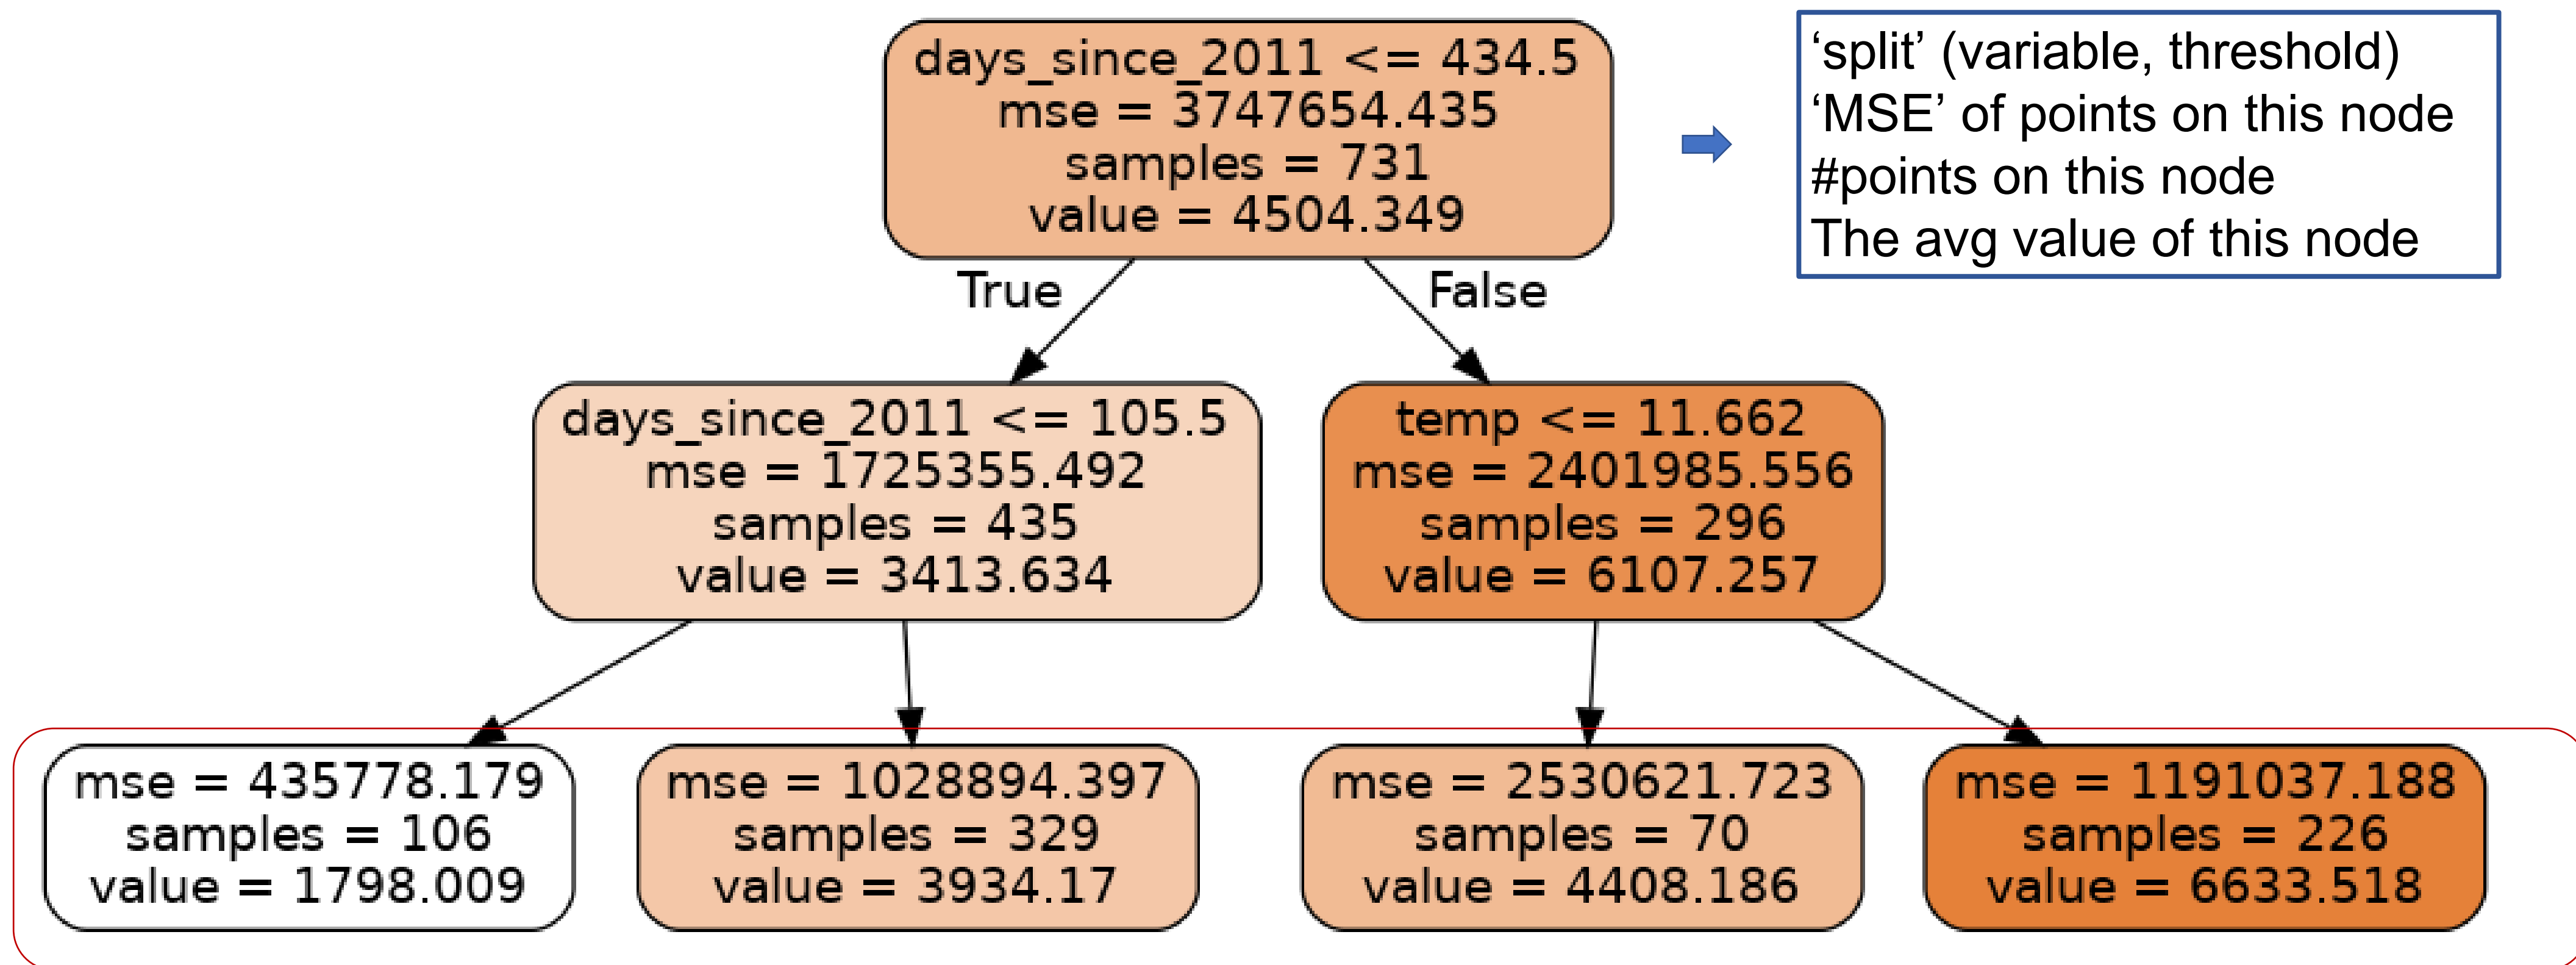 days_since_2011 <= 434.5
mse = 3747654.435
samples = 731
value = 4504.349
‘split’ (variable, threshold)
‘MSE’ of points on this node
#points on this node
The avg value of this node
True
False
days_since_2011 <= 105.5
mse = 1725355.492
samples = 435
value = 3413.634
temp <= 11.662
mse = 2401985.556
samples = 296
value = 6107.257
mse = 435778.179
samples = 106
value = 1798.009
mse = 1028894.397
samples = 329
value = 3934.17
mse = 2530621.723
samples = 70
value = 4408.186
mse = 1191037.188
samples = 226
value = 6633.518